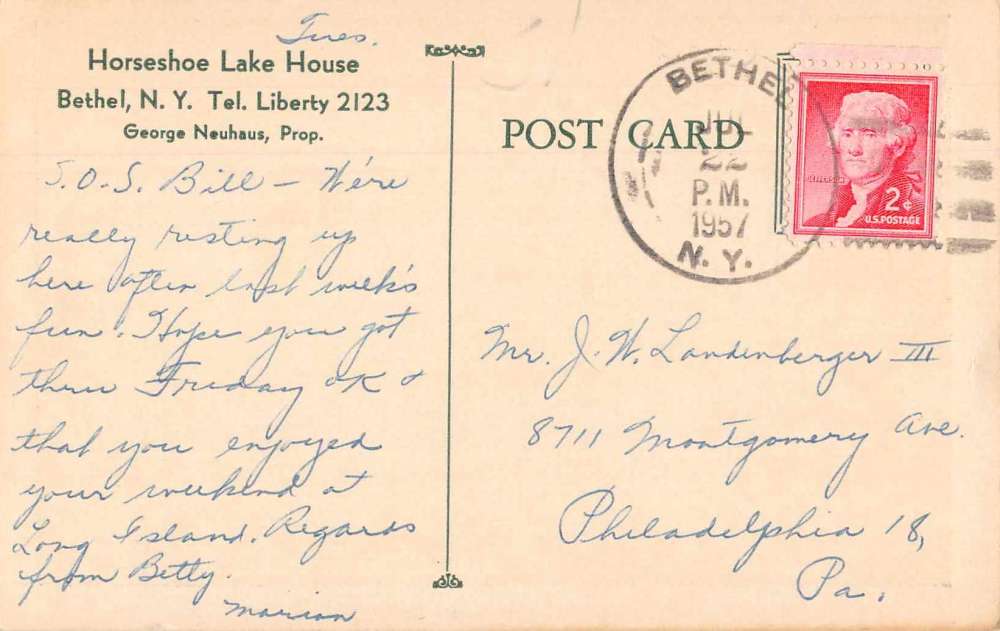 Tues.
Horseshoe Lake House
Bethel, N. Y. Tel. Liberty 2123
George Neuhaus, Prop.
S.O.S. Bill – We're
really resting up
here after last week's
fun. Hope you got
thru Friday OK &
that you enjoyed
your weekend at
Long Island. Regards
from Betty.
Marion
POST CARD
BETHEL
JUL
22
P.M.
1957
N. Y.
JEFFERSON
2¢
U.S. POSTAGE
Mr. J. W. Landenberger III
8711 Montgomery Ave.
Philadelphia 18,
Pa.